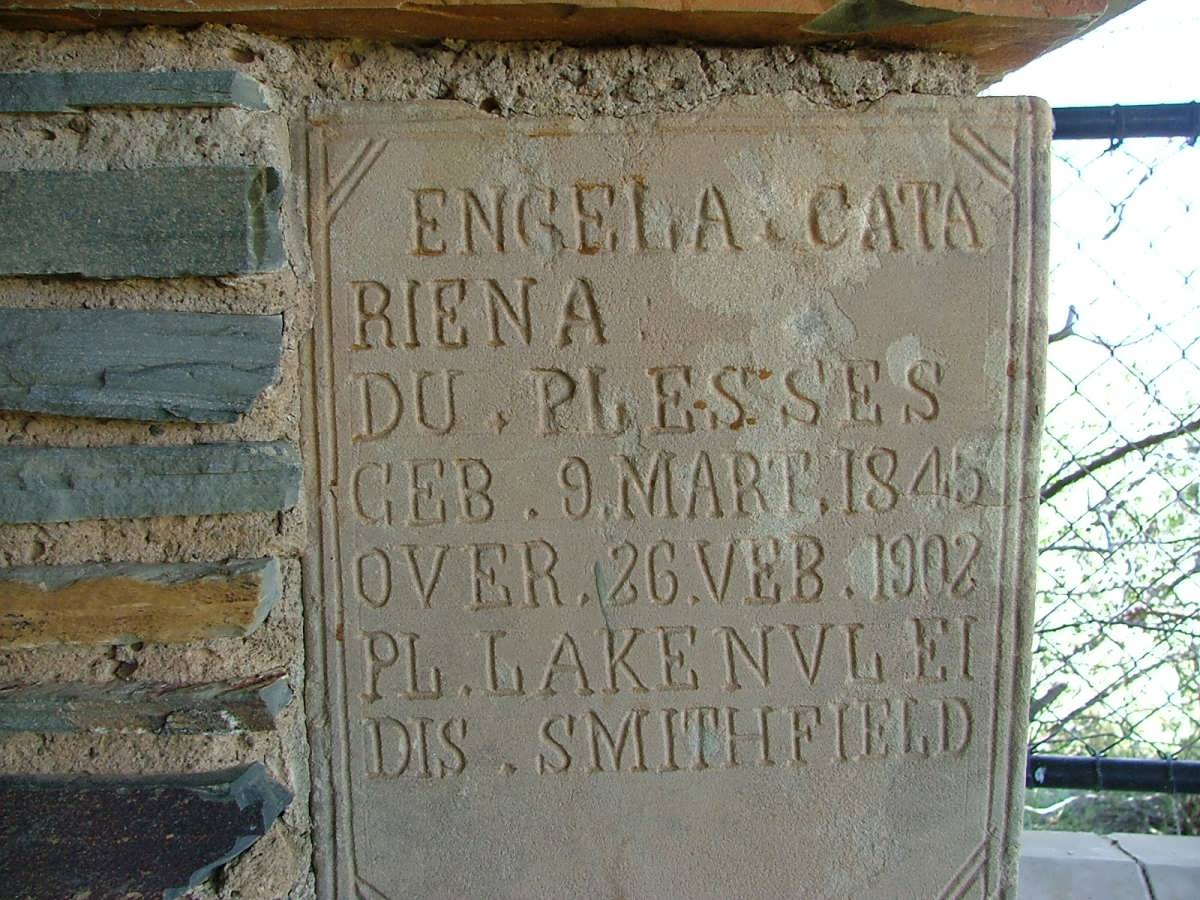 ENGELA . CATA
RIENA
DU . PLESSES
GEB . 9.MART.1845
OVER.26.VEB.1902
PL.LAKENVLEI
DIS . SMITHFIELD